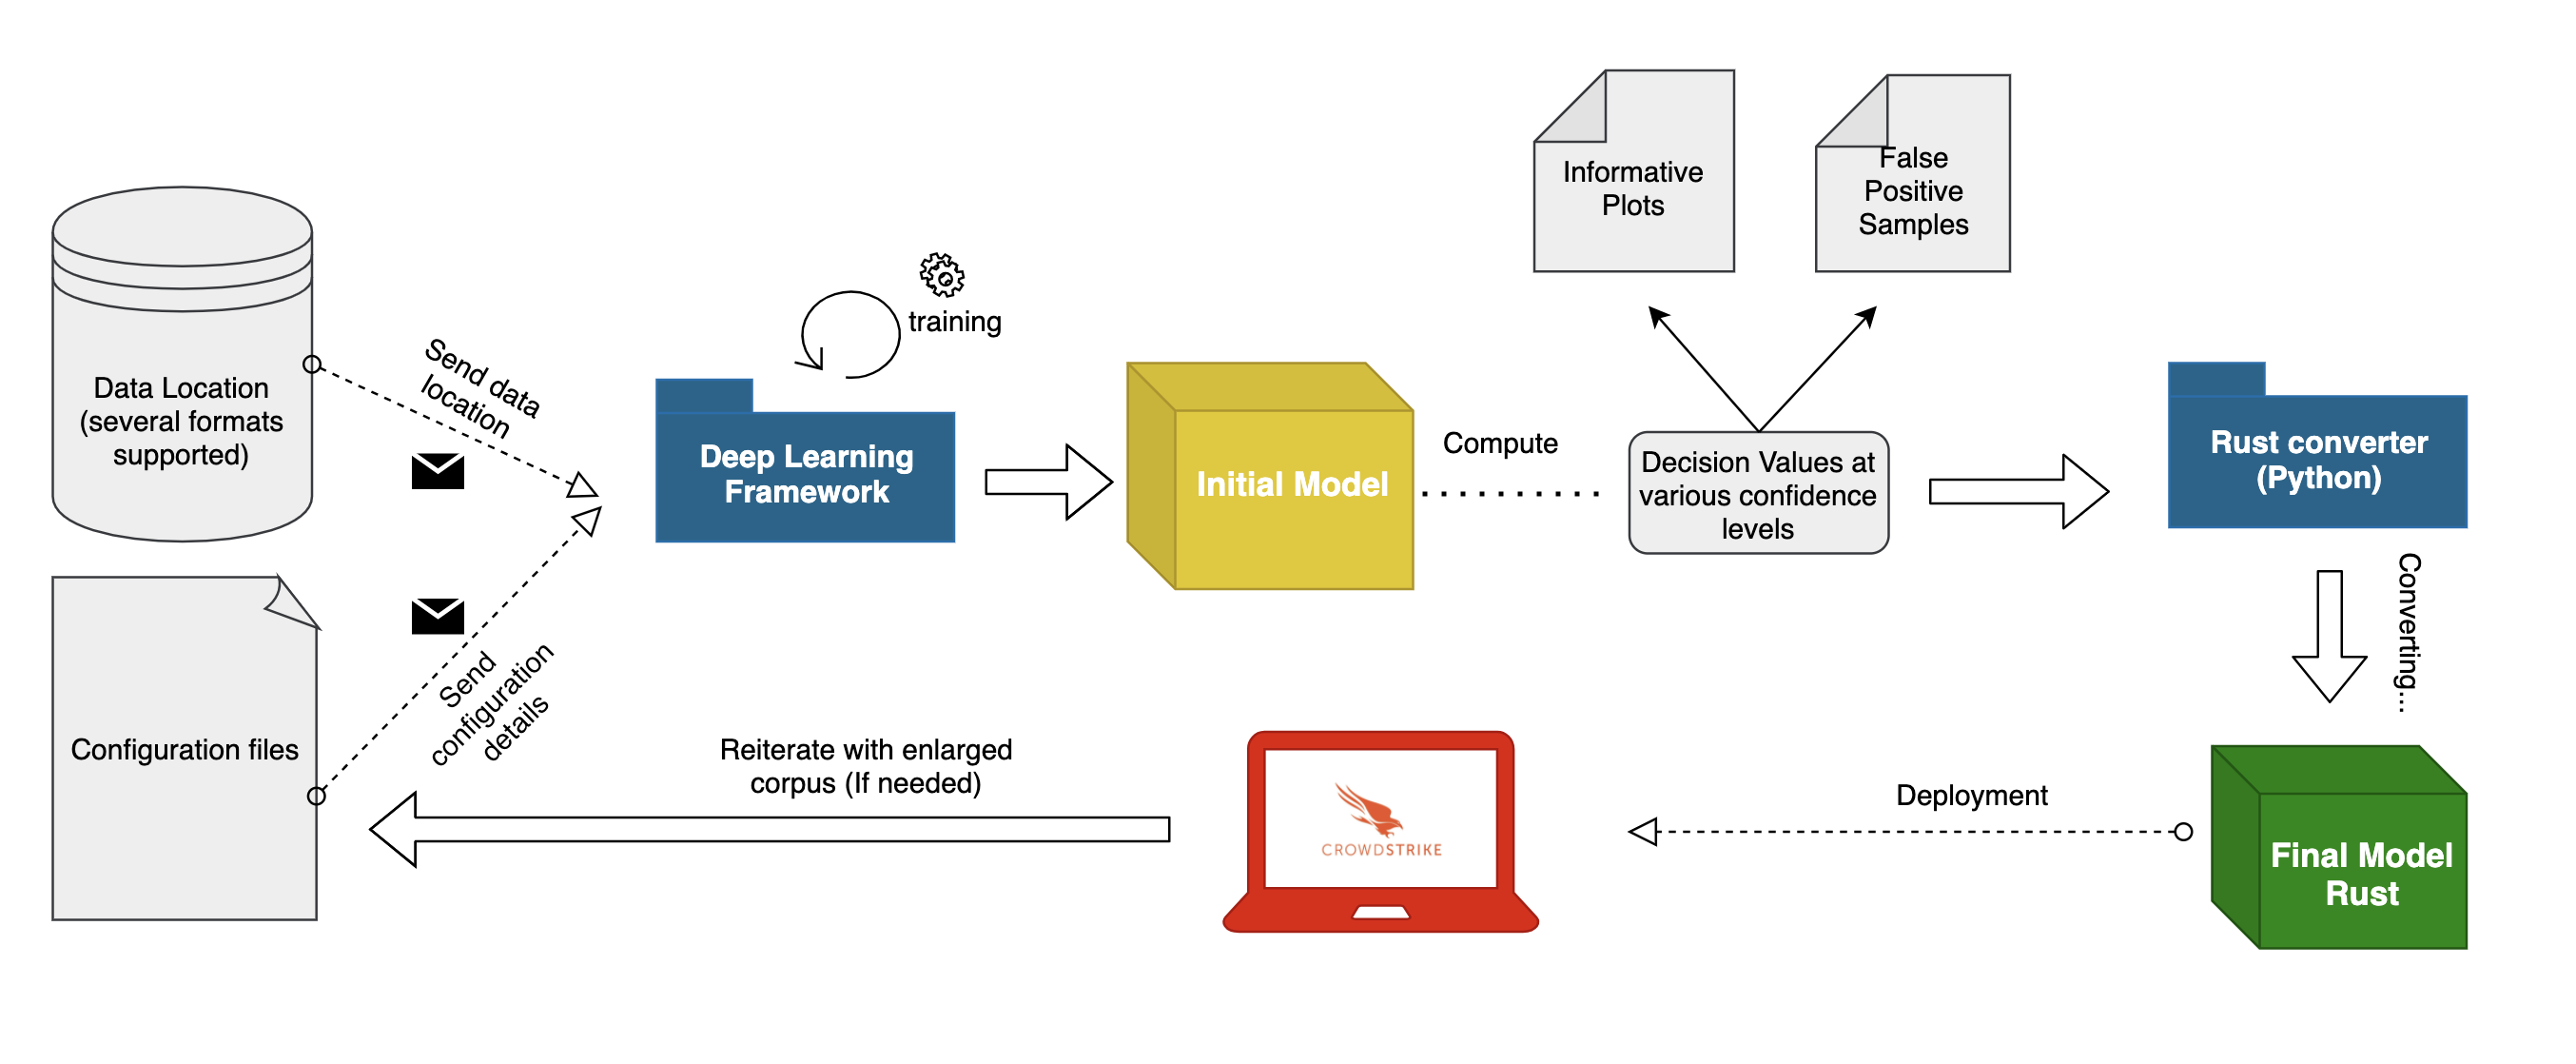 Data Location
(several formats
supported)
Send data
location
Configuration files
Send
configuration
details
training
Deep Learning
Framework
Initial Model
Compute
Informative
Plots
False
Positive
Samples
Decision Values at
various confidence
levels
Rust converter
(Python)
Converting...
Final Model
Rust
Deployment
CROWDSTRIKE
Reiterate with enlarged
corpus (If needed)